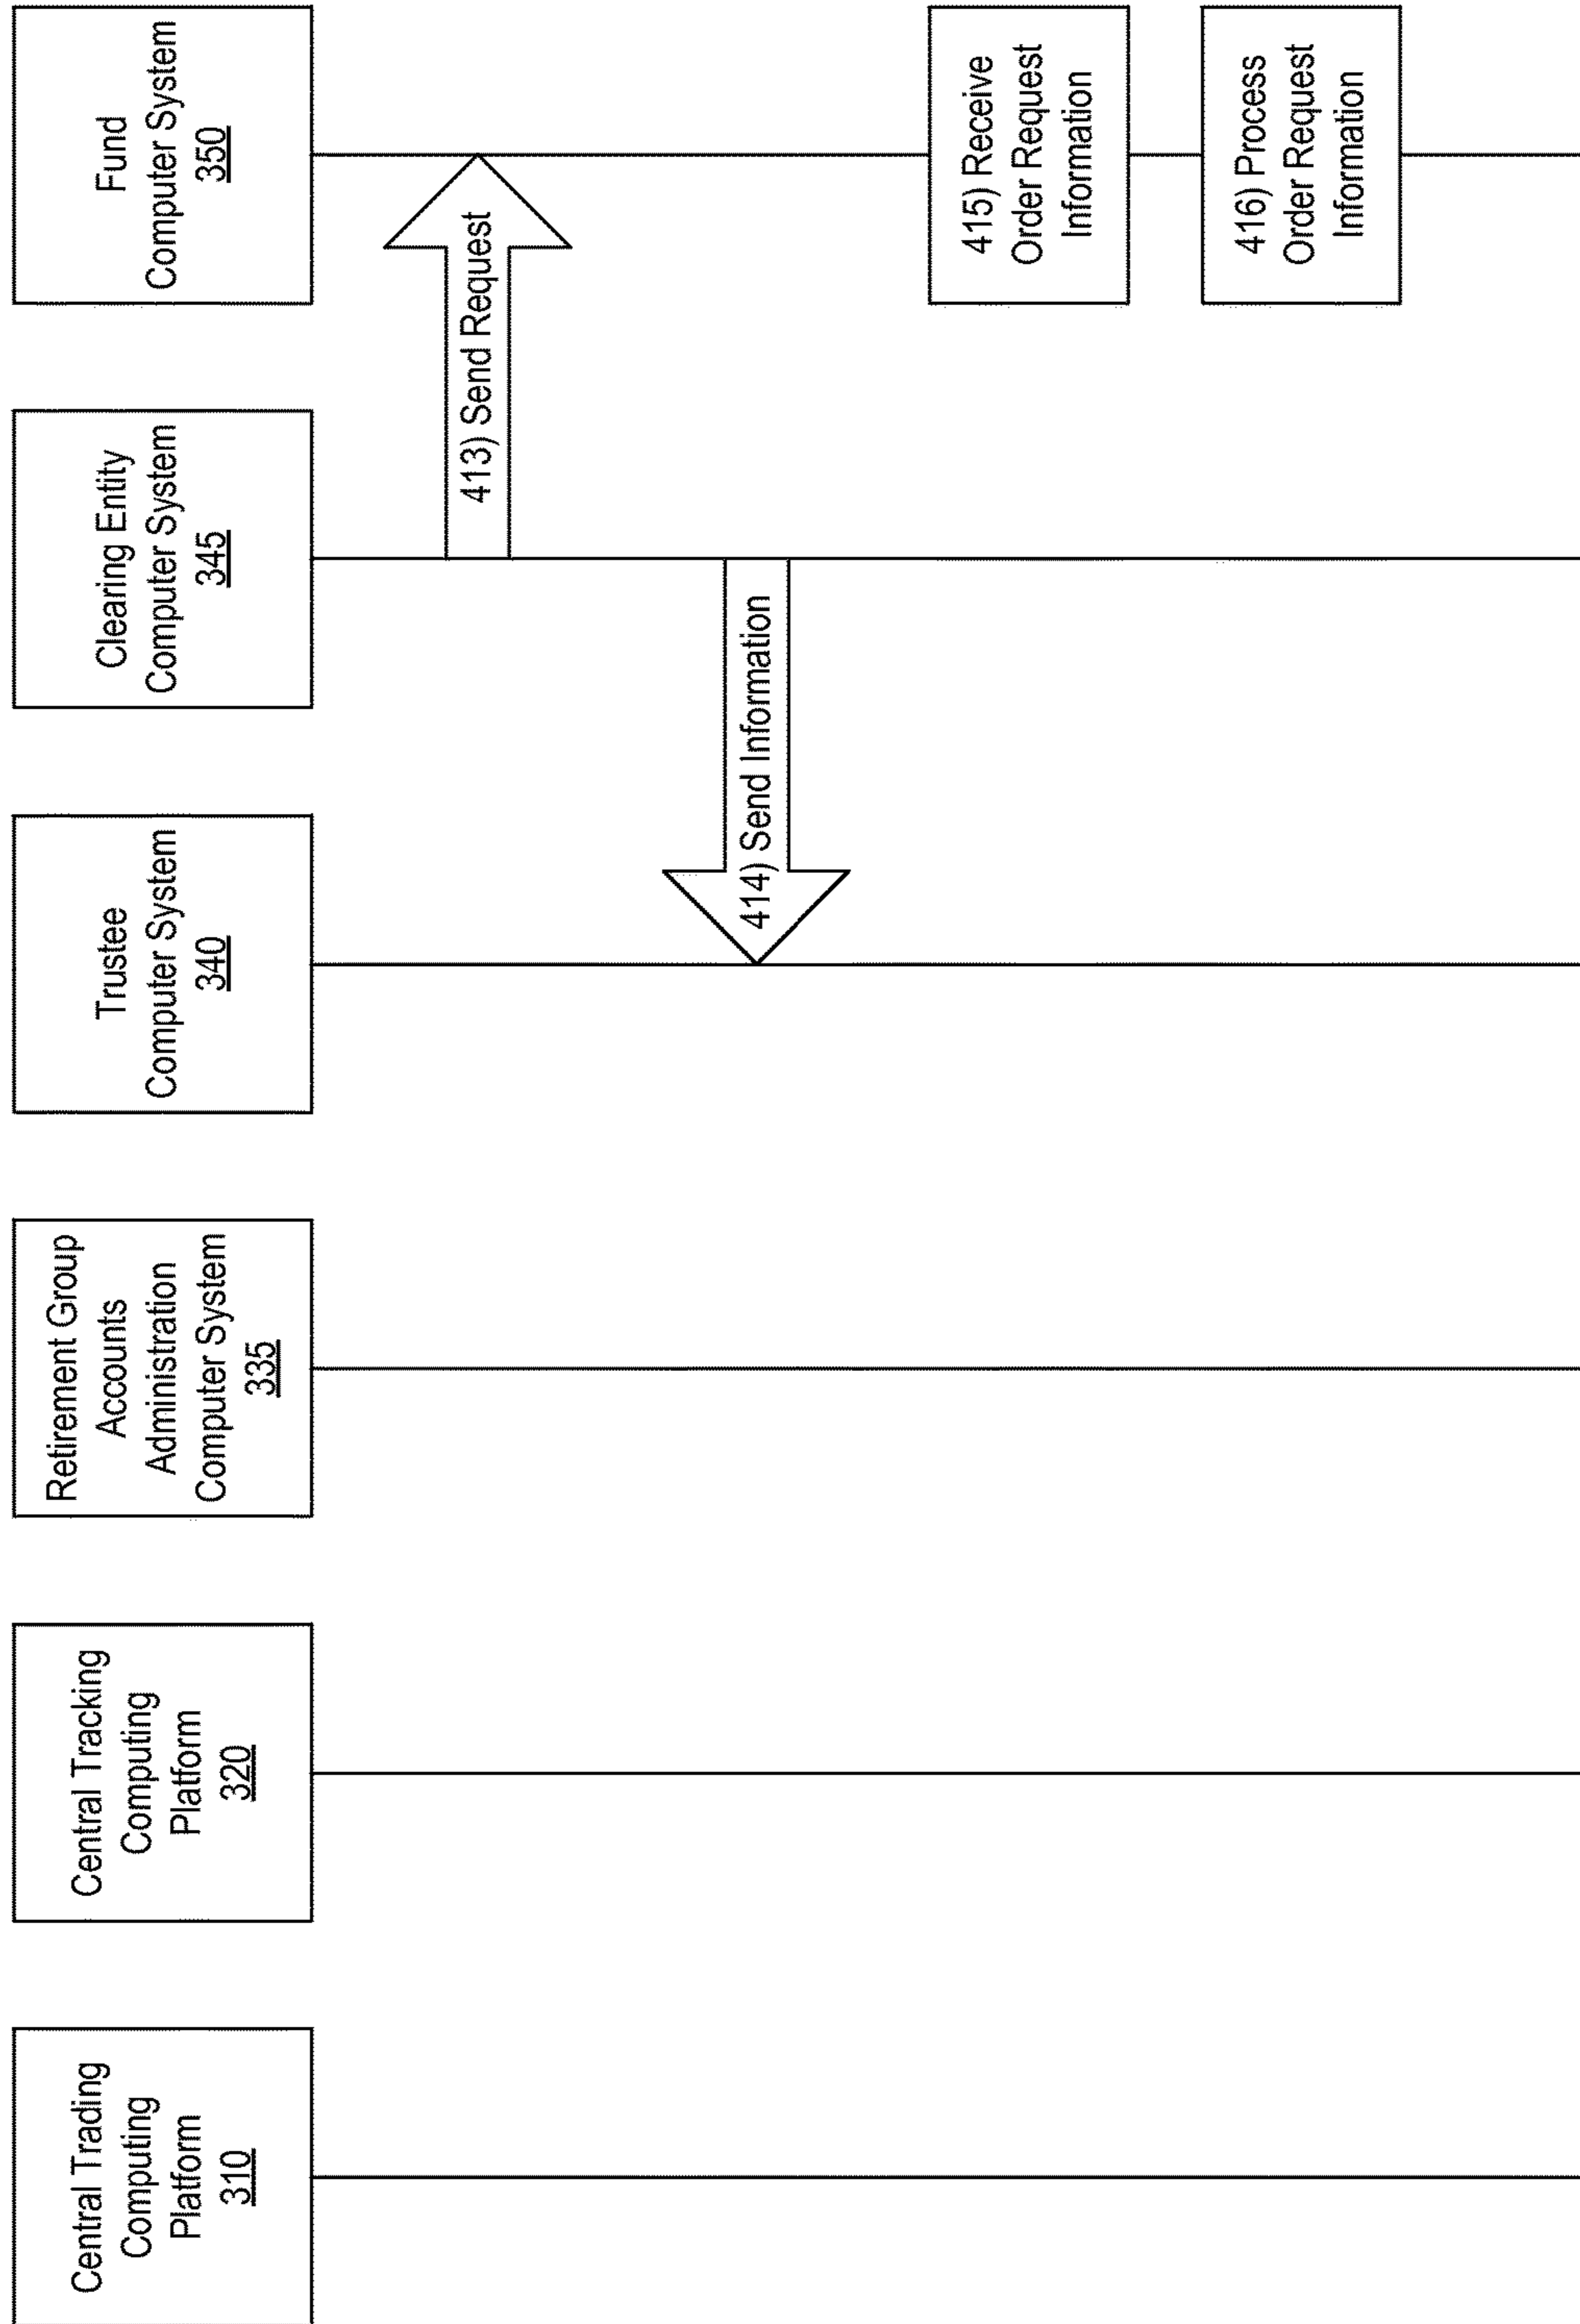 Central Trading
Computing
Platform
310
Central Tracking
Computing
Platform
320
Retirement Group
Accounts
Administration
Computer System
335
Trustee
Computer System
340
Clearing Entity
Computer System
345
Fund
Computer System
350
413) Send Request
414) Send Information
415) Receive
Order Request
Information
416) Process
Order Request
Information